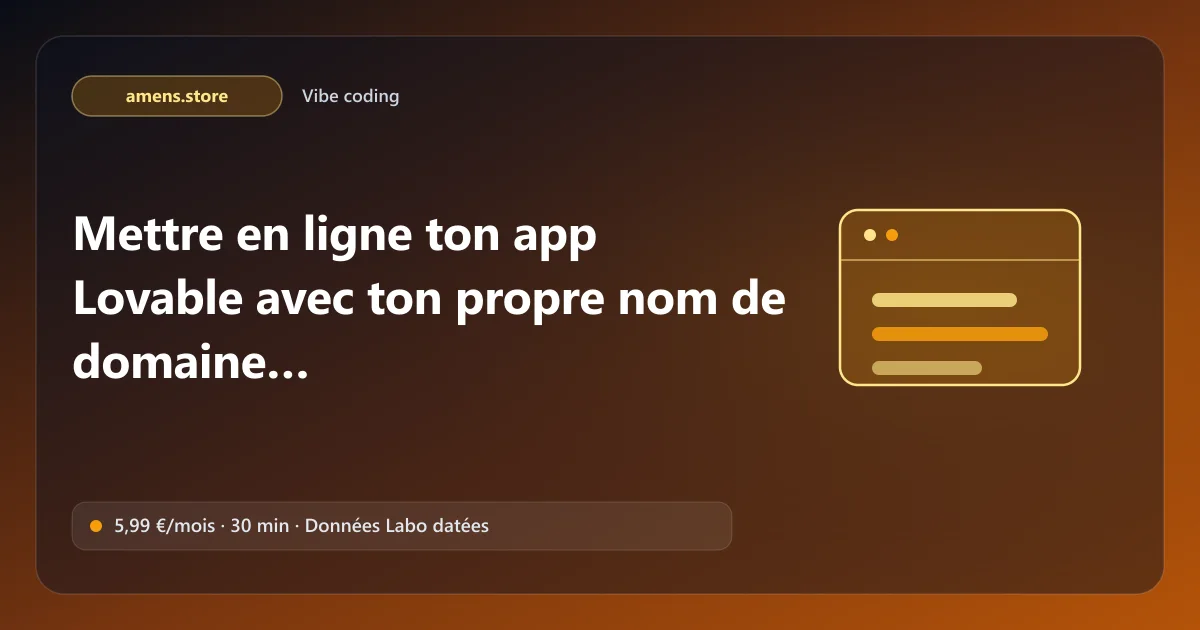 amens.store
Vibe coding
Mettre en ligne ton app
Lovable avec ton propre nom de
domaine…
5,99 €/mois · 30 min · Données Labo datées